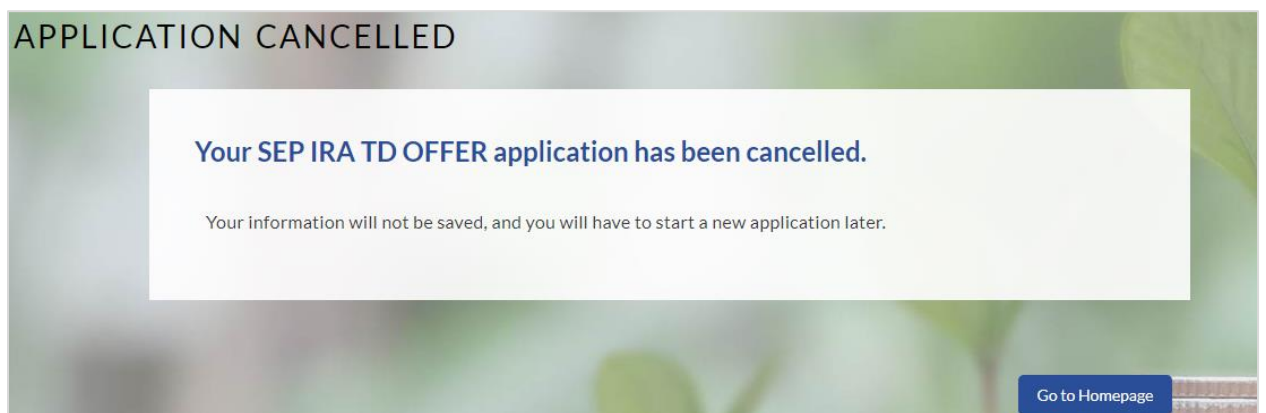 APPLICATION CANCELLED
Your SEP IRA TD OFFER application has been cancelled.
Your information will not be saved, and you will have to start a new application later.
Go to Homepage